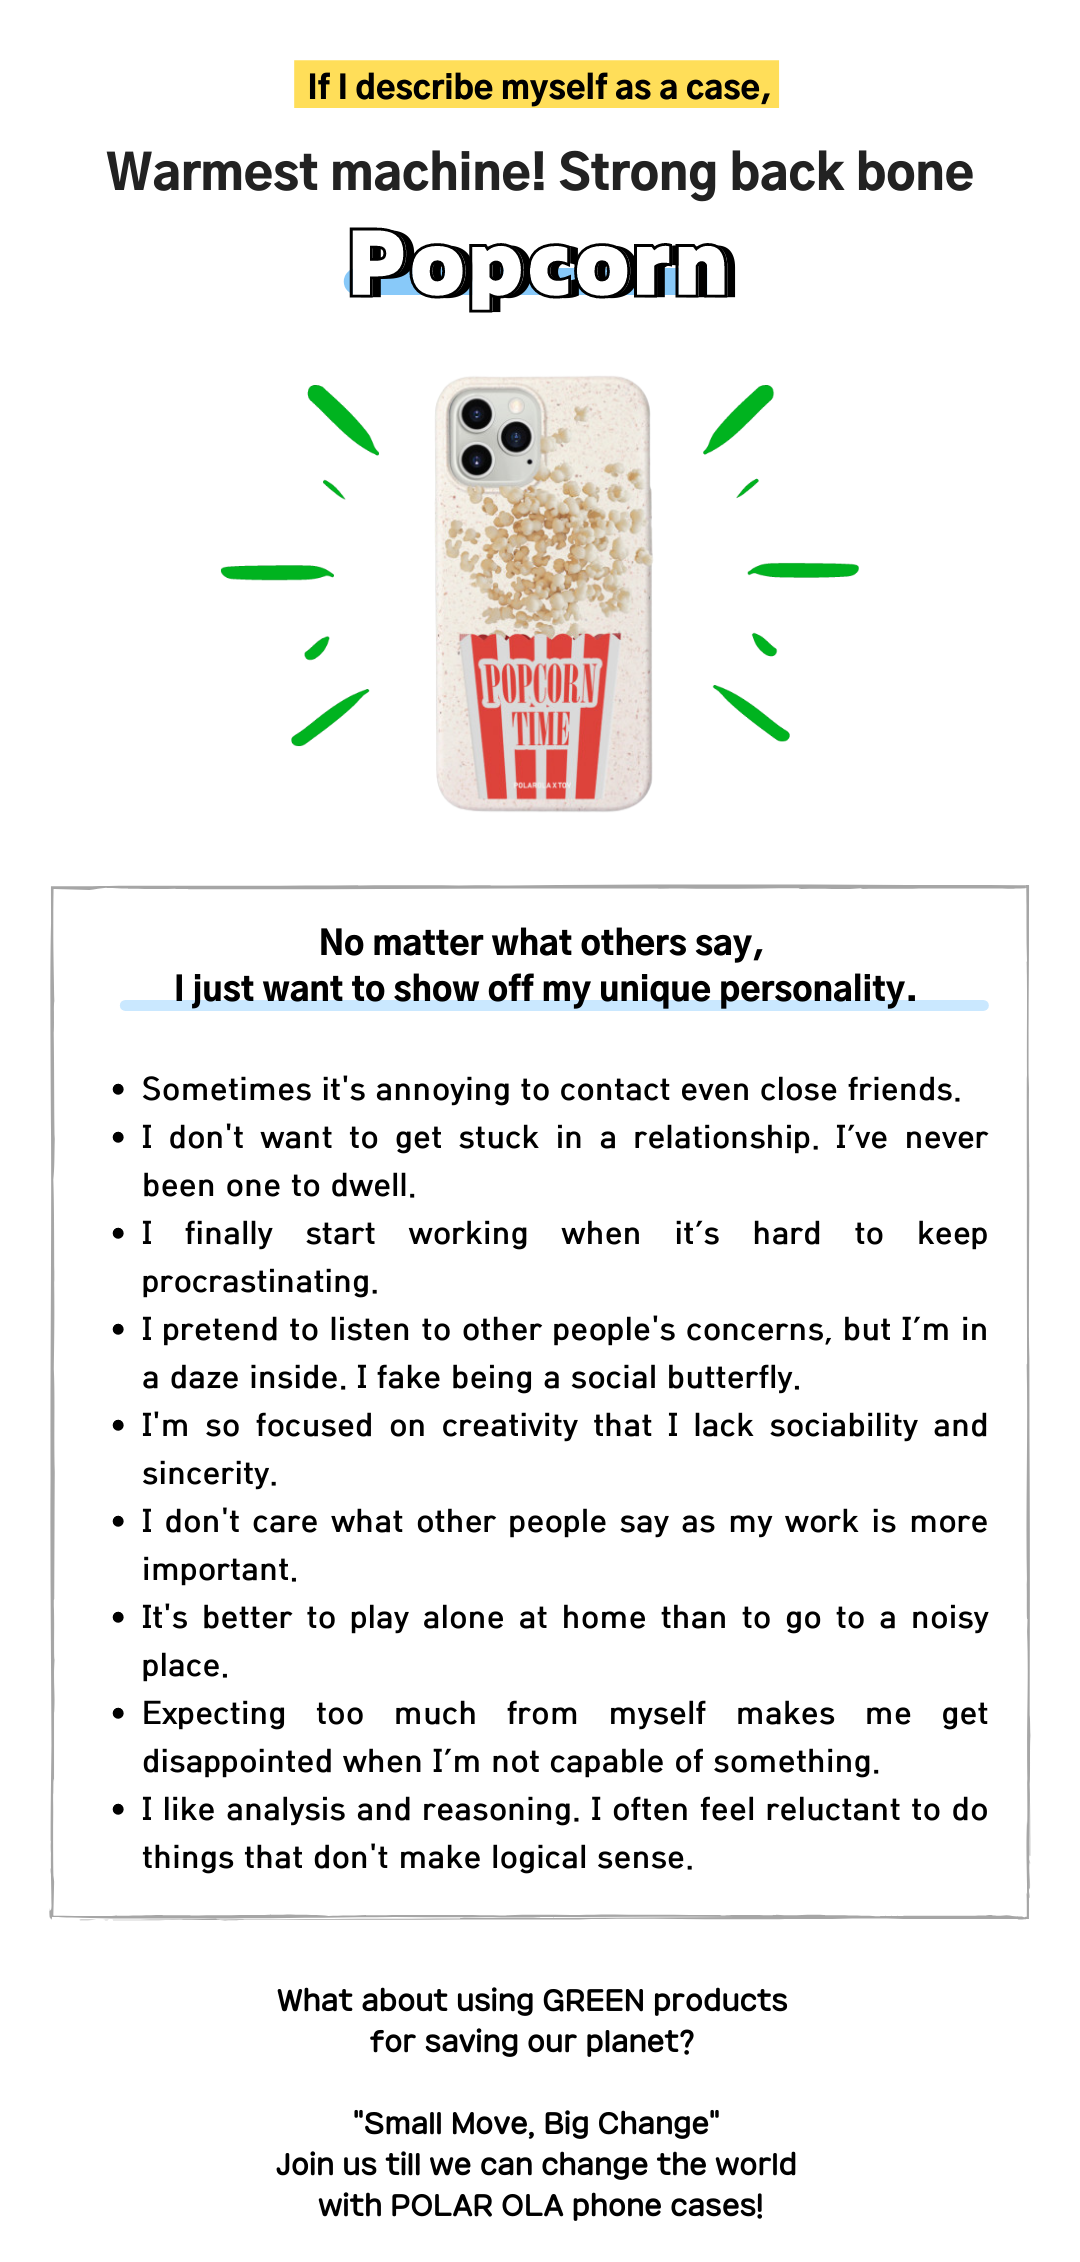 If I describe myself as a case,
Warmest machine! Strong back bone
Popcorn
POPCORN
TIME
POLAROLA X TOY
No matter what others say,
I just want to show off my unique personality.
• Sometimes it's annoying to contact even close friends.
• I don't want to get stuck in a relationship. I’ve never
been one to dwell.
• I finally start working when it’s hard to keep
procrastinating.
• I pretend to listen to other people's concerns, but I’m in
a daze inside. I fake being a social butterfly.
• I'm so focused on creativity that I lack sociability and
sincerity.
• I don't care what other people say as my work is more
important.
• It's better to play alone at home than to go to a noisy
place.
• Expecting too much from myself makes me get
disappointed when I’m not capable of something.
• I like analysis and reasoning. I often feel reluctant to do
things that don't make logical sense.
What about using GREEN products
for saving our planet?
"Small Move, Big Change"
Join us till we can change the world
with POLAR OLA phone cases!